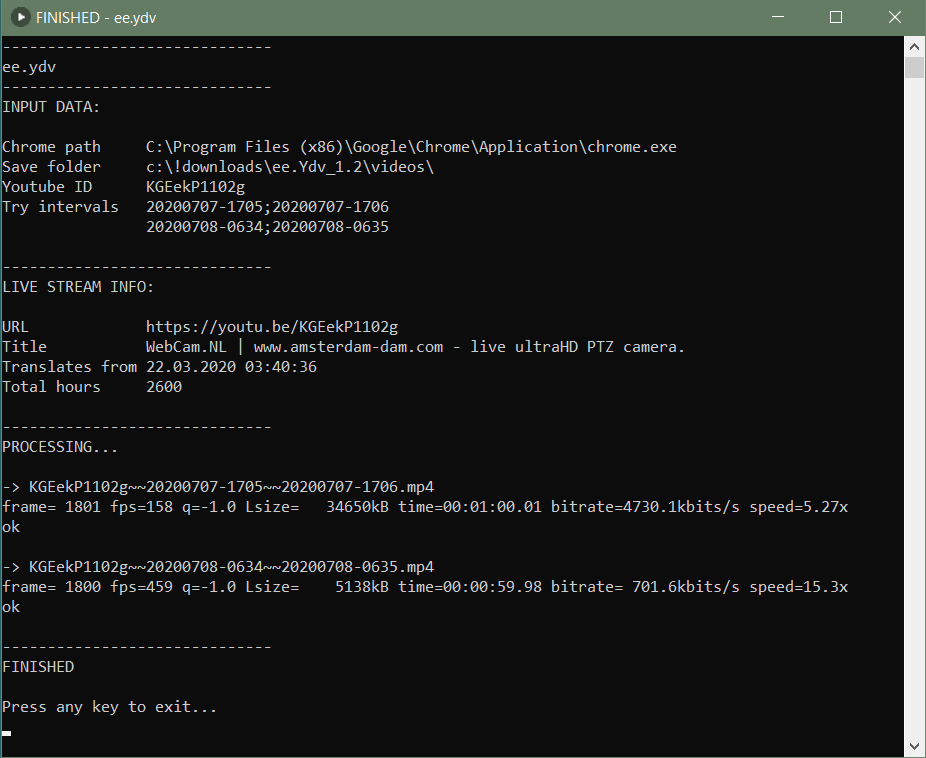 FINISHED - ee.ydv
------------------------------
ee.ydv
------------------------------
INPUT DATA:
Chrome path     C:\Program Files (x86)\Google\Chrome\Application\chrome.exe
Save folder     c:\!downloads\ee.Ydv_1.2\videos\
Youtube ID      KGEekP1102g
Try intervals   20200707-1705;20200707-1706
                20200708-0634;20200708-0635
------------------------------
LIVE STREAM INFO:
URL             https://youtu.be/KGEekP1102g
Title           WebCam.NL | www.amsterdam-dam.com - live ultraHD PTZ camera.
Translates from 22.03.2020 03:40:36
Total hours     2600
------------------------------
PROCESSING...
-> KGEekP1102g~~20200707-1705~~20200707-1706.mp4
frame= 1801 fps=158 q=-1.0 Lsize=   34650kB time=00:01:00.01 bitrate=4730.1kbits/s speed=5.27x
ok
-> KGEekP1102g~~20200708-0634~~20200708-0635.mp4
frame= 1800 fps=459 q=-1.0 Lsize=    5138kB time=00:00:59.98 bitrate= 701.6kbits/s speed=15.3x
ok
------------------------------
FINISHED
Press any key to exit...